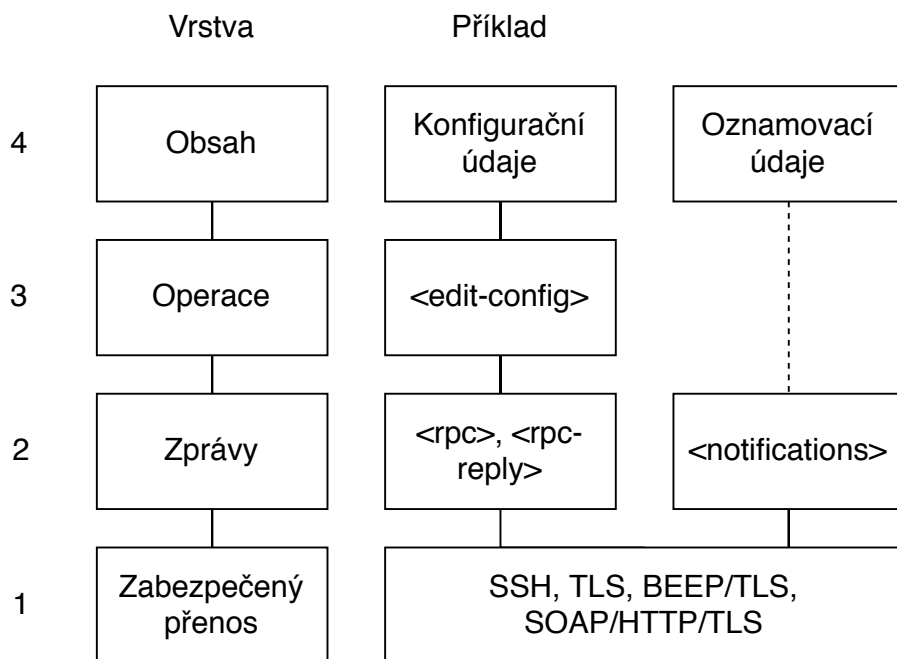 Vrstva Příklad
4
Obsah
Konfigurační
údaje
Oznamovací
údaje
3
Operace
<edit-config>
2
Zprávy
<rpc>, <rpc-
reply>
<notifications>
1
Zabezpečený
přenos
SSH, TLS, BEEP/TLS,
SOAP/HTTP/TLS